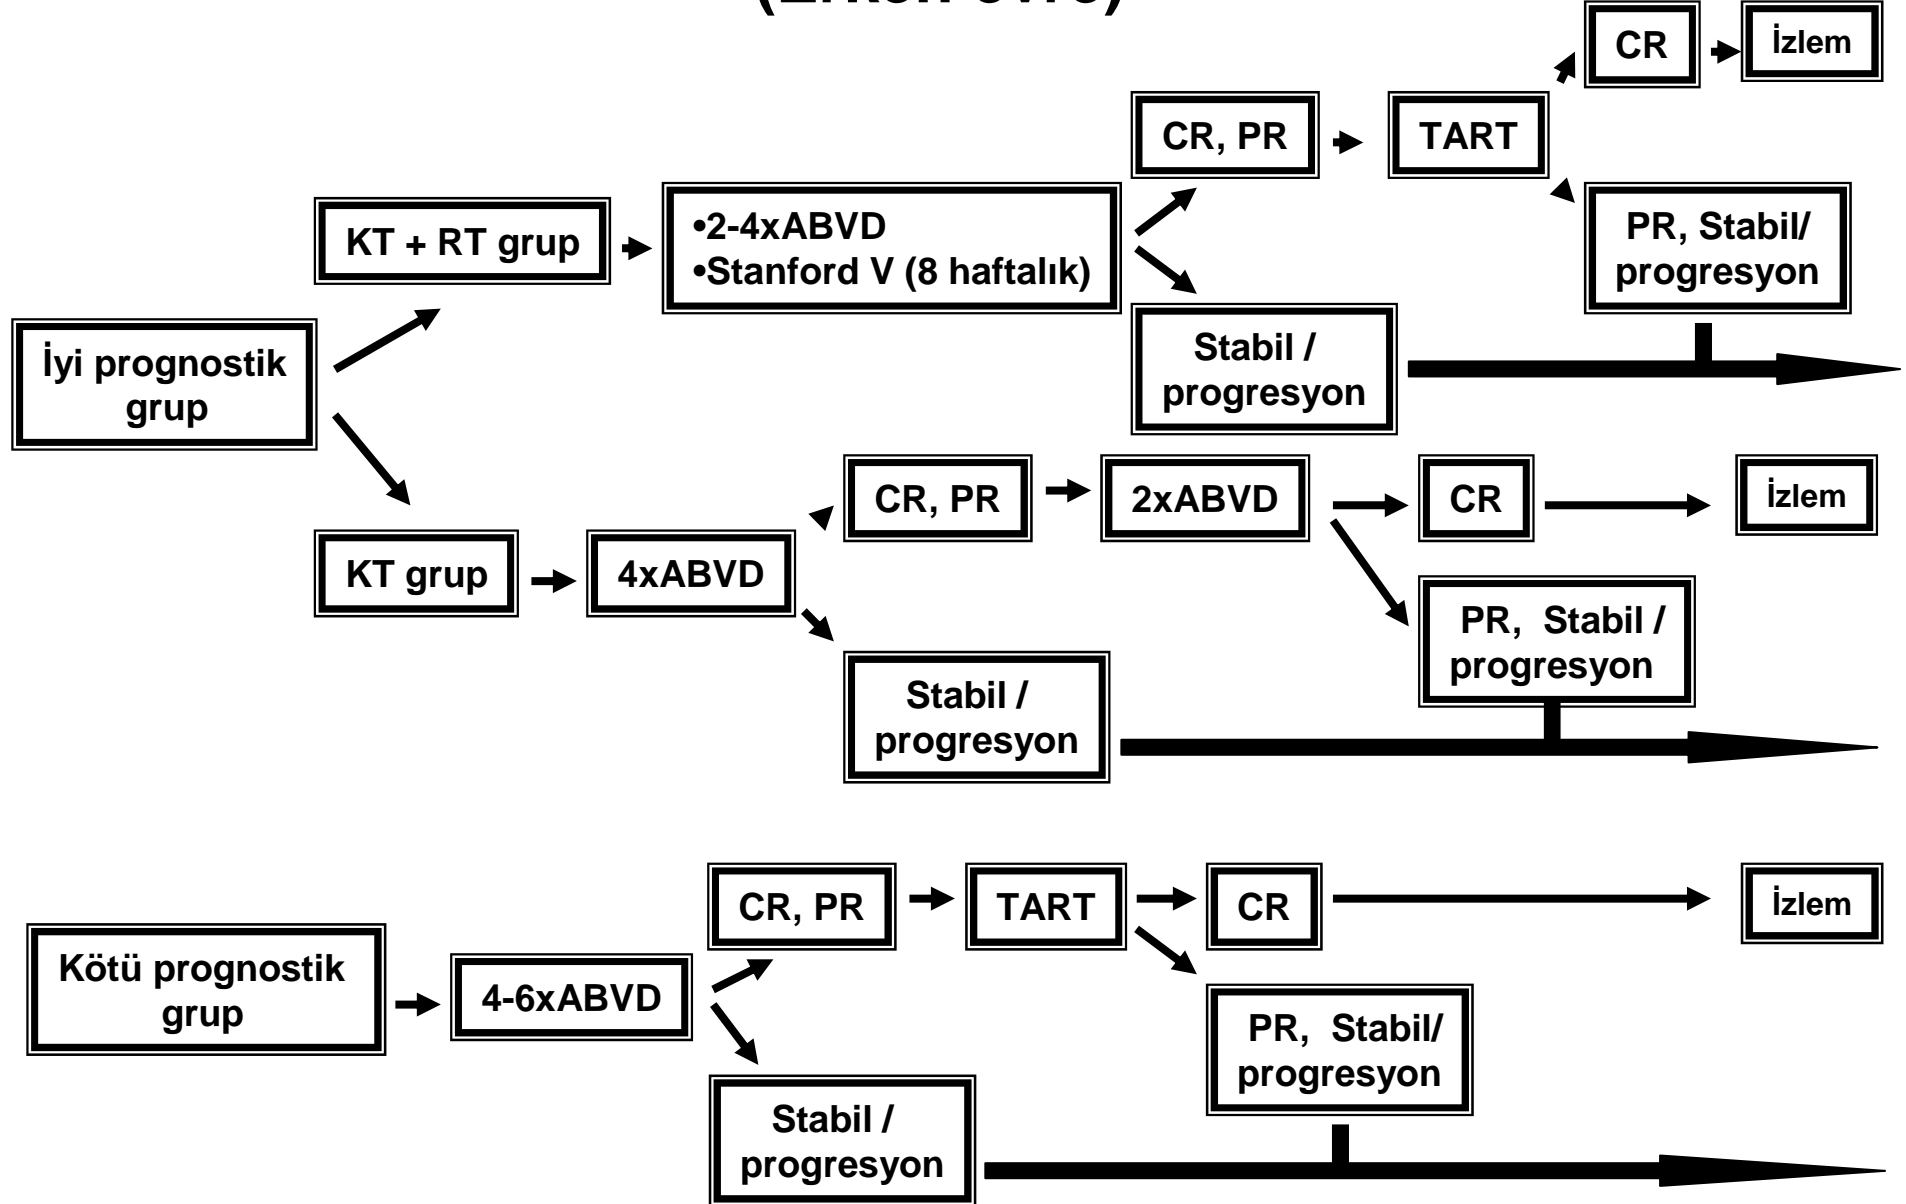 (Erken evre)
CR
İzlem
CR, PR
TART
KT + RT grup
•2-4xABVD
•Stanford V (8 haftalık)
PR, Stabil/
progresyon
İyi prognostik
grup
Stabil /
progresyon
CR, PR
2xABVD
CR
İzlem
KT grup
4xABVD
PR, Stabil /
progresyon
Stabil /
progresyon
CR, PR
TART
CR
İzlem
Kötü prognostik
grup
4-6xABVD
PR, Stabil/
progresyon
Stabil /
progresyon